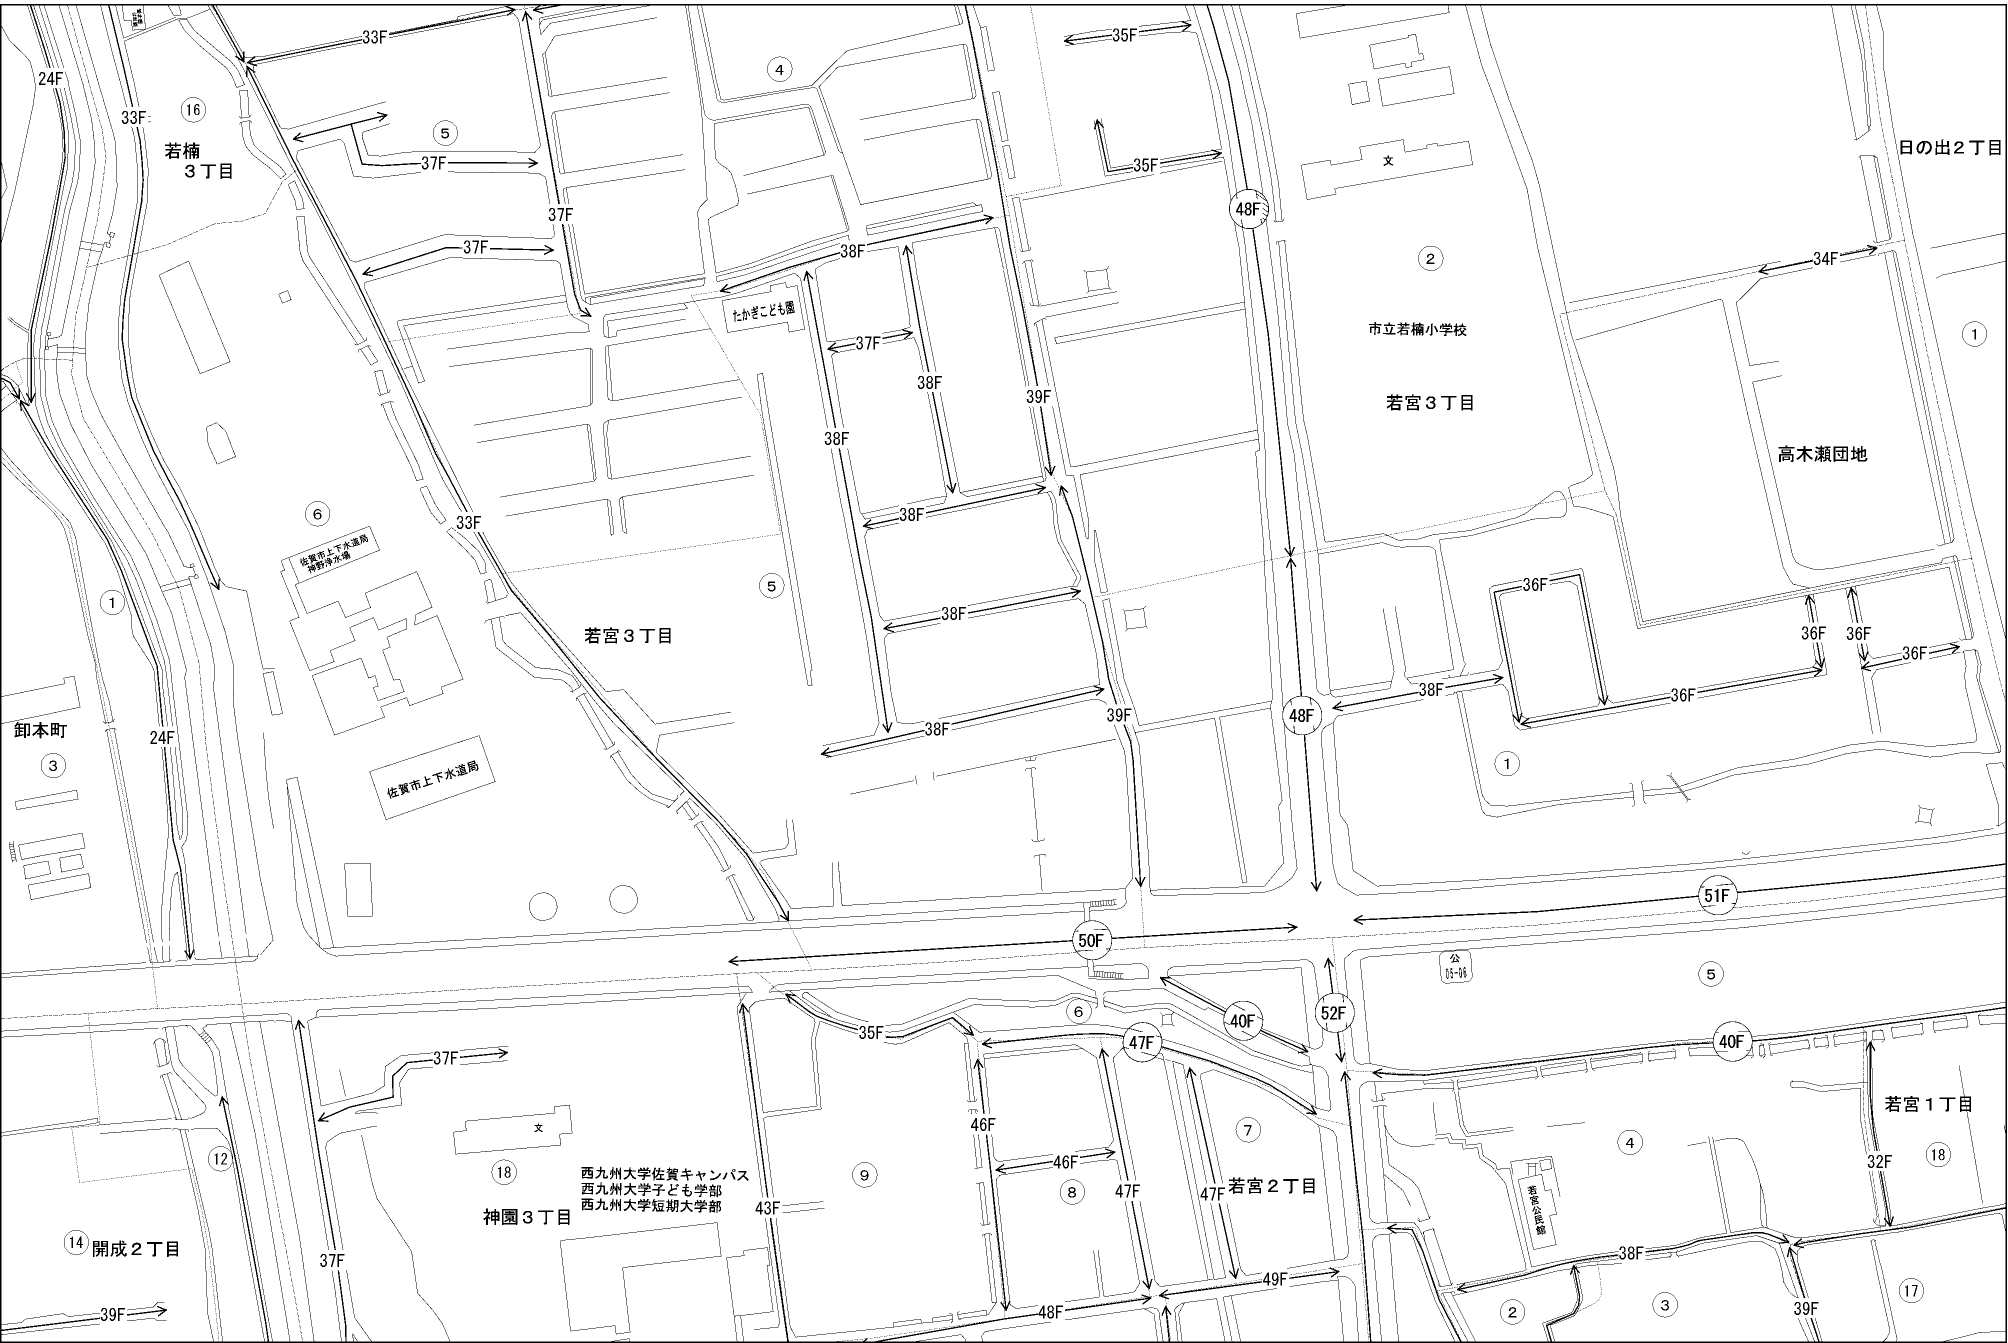 33F
35F
24F
④
33F
⑯
⑤
若楠
３丁目
37F
35F
文
日の出２丁目
37F
48F
37F
38F
②
34F
たかぎこども園
37F
市立若楠小学校
①
38F
39F
若宮３丁目
38F
高木瀬団地
⑥
38F
33F
佐賀市上下水道局
神野浄水場
⑤
36F
①
38F
若宮３丁目
36F
36F
36F
38F
36F
卸本町
24F
38F
39F
48F
③
①
佐賀市上下水道局
51F
50F
公
05-06
⑤
⑥
40F
52F
35F
47F
40F
37F
46F
⑦
若宮１丁目
文
④
⑫
⑱
西九州大学佐賀キャンパス
西九州大学子ども学部
西九州大学短期大学部
⑨
46F
⑧
47F
47F
若宮２丁目
32F
⑱
若宮公民館
神園３丁目
43F
⑭
開成２丁目
37F
38F
49F
39F
48F
②
③
39F
⑰